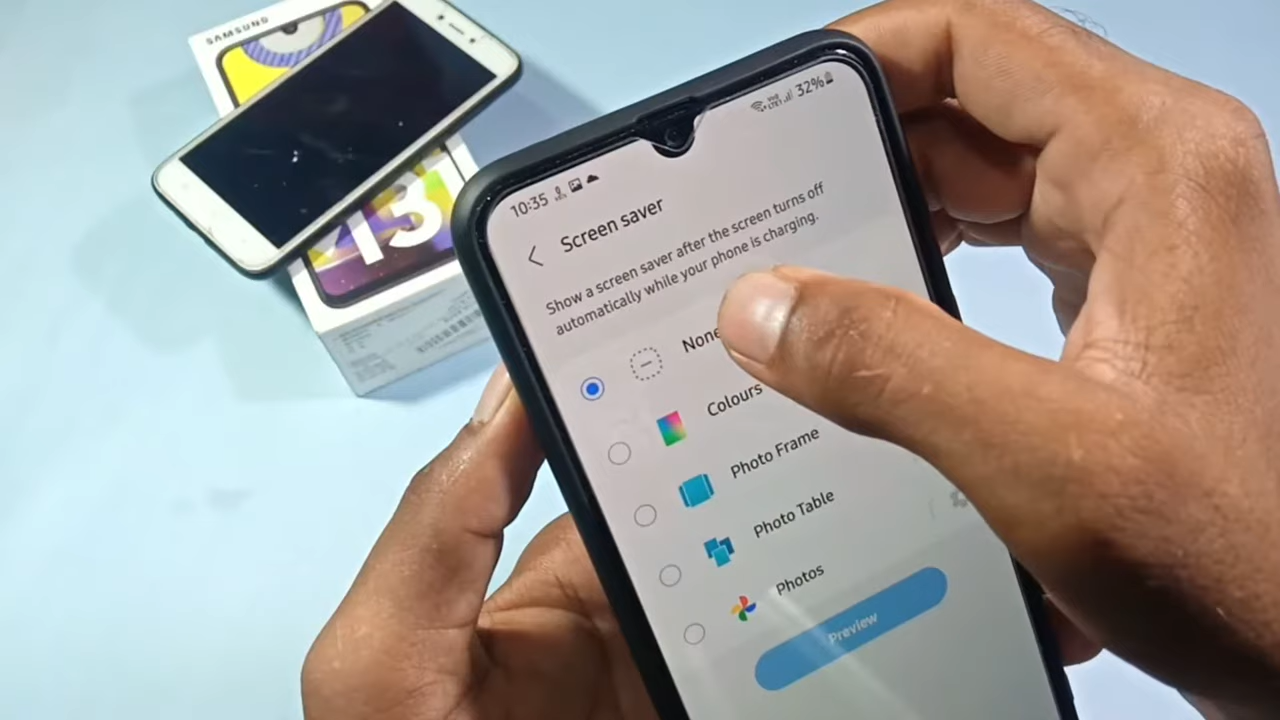 SAMSUNG
13
10:35
32%
Screen saver
Show a screen saver after the screen turns off
automatically while your phone is charging.
None
Colours
Photo Frame
Photo Table
Photos
Preview